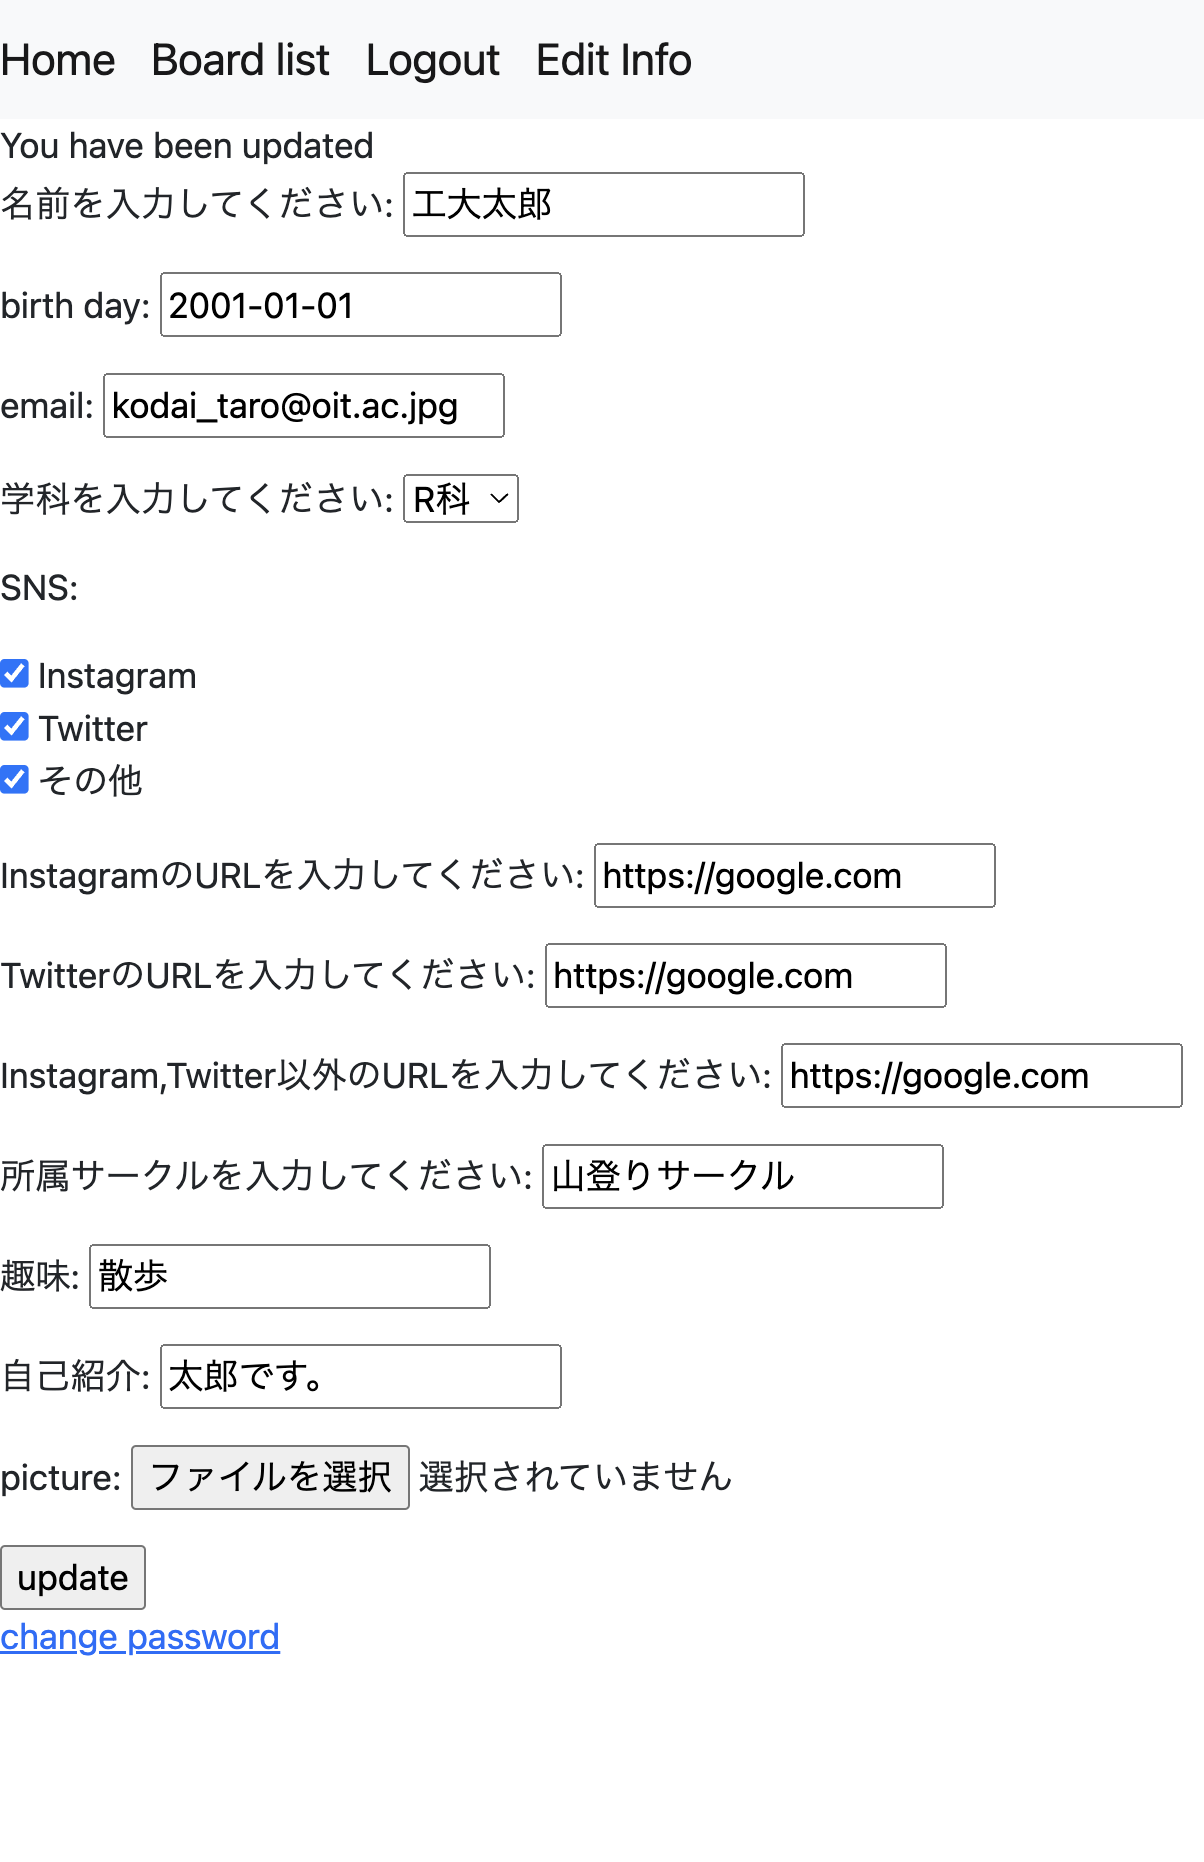 Home Board list Logout Edit Info
You have been updated
名前を入力してください: 工大太郎
birth day: 2001-01-01
email: kodai_taro@oit.ac.jpg
学科を入力してください: R科
SNS:
Instagram
Twitter
その他
InstagramのURLを入力してください: https://google.com
TwitterのURLを入力してください: https://google.com
Instagram,Twitter以外のURLを入力してください: https://google.com
所属サークルを入力してください: 山登りサークル
趣味: 散歩
自己紹介: 太郎です。
picture: ファイルを選択 選択されていません
update
change password